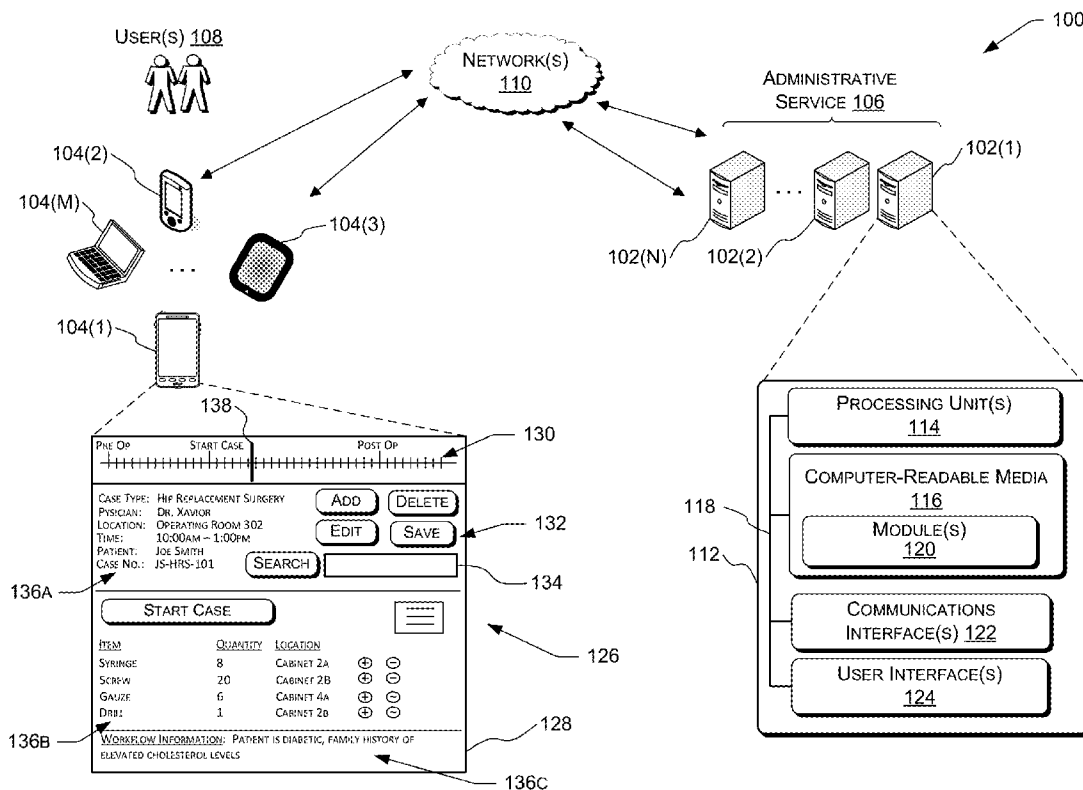 100
USER(S) 108
NETWORK(S)
110
ADMINISTRATIVE
SERVICE 106
102(1)
104(2)
104(M)
104(3)
...
...
102(N)
102(2)
104(1)
138
PRE OP START CASE POST OP
130
CASE TYPE: HIP REPLACEMENT SURGERY
PYSICIAN: DR. XAVIOR
LOCATION: OPERATING ROOM 302
TIME: 10:00AM – 1:00PM
PATIENT: JOE SMITH
CASE NO.: JS-HRS-101
ADD DELETE
EDIT SAVE
132
SEARCH
134
136A
START CASE
126
ITEM QUANTITY LOCATION
SYRINGE 8 CABINET 2A + –
SCREW 20 CABINET 2B + –
GAUZE 6 CABINET 4A + –
DRILL 1 CABINET 2B + –
136B
128
WORKFLOW INFORMATION: PATIENT IS DIABETIC, FAMILY HISTORY OF
ELEVATED CHOLESTEROL LEVELS
136C
PROCESSING UNIT(S)
114
COMPUTER-READABLE MEDIA
116
MODULE(S)
120
118
112
COMMUNICATIONS
INTERFACE(S) 122
USER INTERFACE(S)
124